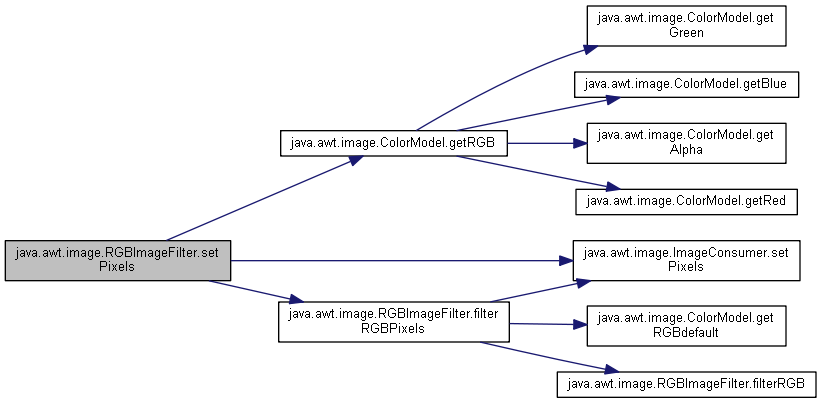 java.awt.image.ColorModel.get
Green
java.awt.image.ColorModel.getBlue
java.awt.image.ColorModel.getRGB
java.awt.image.ColorModel.get
Alpha
java.awt.image.ColorModel.getRed
java.awt.image.RGBImageFilter.set
Pixels
java.awt.image.ImageConsumer.set
Pixels
java.awt.image.RGBImageFilter.filter
RGBPixels
java.awt.image.ColorModel.get
RGBdefault
java.awt.image.RGBImageFilter.filterRGB